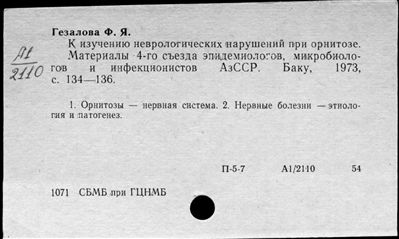 Гезалова Ф. Я.
К изучению неврологических нарушений при орнитозе.
Материалы 4-го съезда эпидемиологов, микробиоло-
гов и инфекционистов АзССР. Баку, 1973,
с. 134—136.
А1
2110
1. Орнитозы — нервная система. 2. Нервные болезни — этиоло-
гия и патогенез.
П-5-7 А1/2110 54
1071 СБМБ при ГЦНМБ